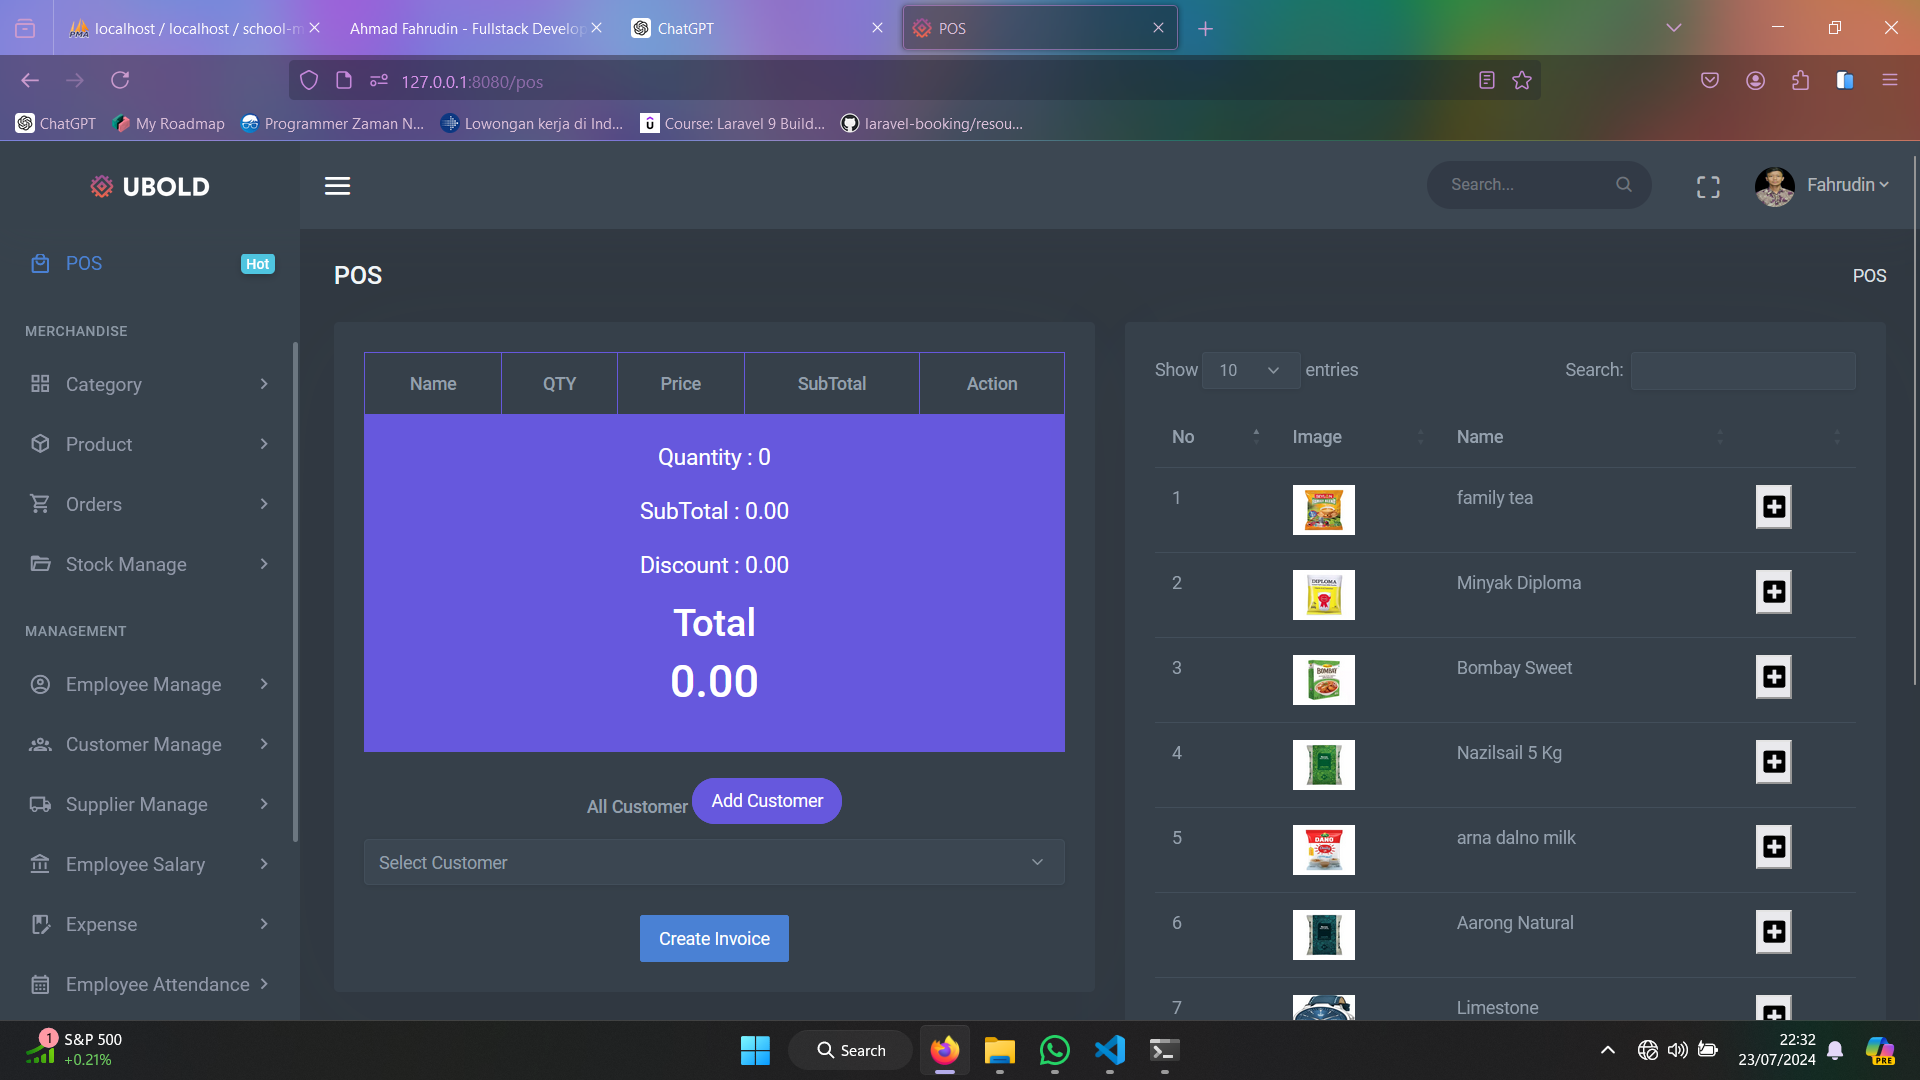 localhost / localhost / school-m
Ahmad Fahrudin - Fullstack Develop
ChatGPT
POS
127.0.0.1:8080/pos
ChatGPT
My Roadmap
Programmer Zaman N...
Lowongan kerja di Ind...
Course: Laravel 9 Build...
laravel-booking/resou...
UBOLD
Search...
Fahrudin
POS
Hot
MERCHANDISE
Category
Product
Orders
Stock Manage
MANAGEMENT
Employee Manage
Customer Manage
Supplier Manage
Employee Salary
Expense
Employee Attendance
POS
POS
Name QTY Price SubTotal Action
Quantity : 0
SubTotal : 0.00
Discount : 0.00
Total
0.00
All Customer Add Customer
Select Customer
Create Invoice
Show 10 entries
Search:
No Image Name
1 family tea
2 DIPLOMA Minyak Diploma
3 BOMBAY Bombay Sweet
4 Nazilsail 5 Kg
5 DANO arna dalno milk
6 Aarong Natural
7 Limestone
1
S&P 500
+0.21%
Search
22:32
23/07/2024
PRE